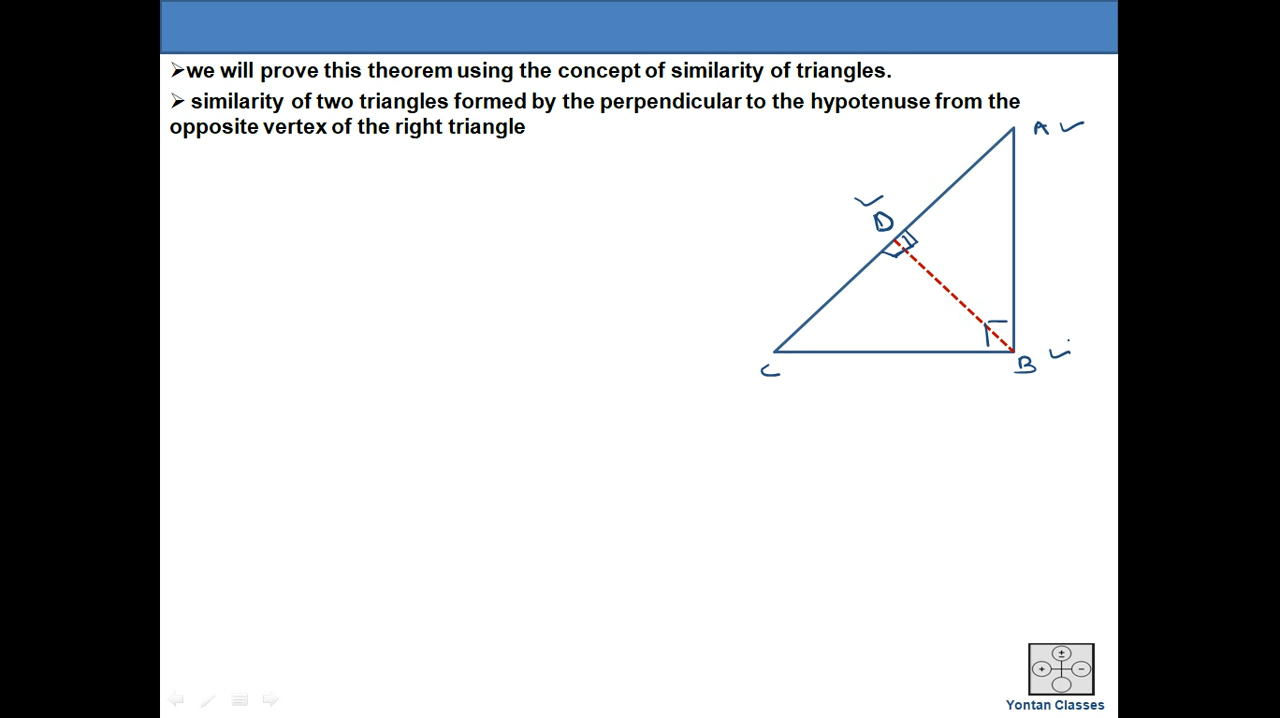 ➢we will prove this theorem using the concept of similarity of triangles.
➢ similarity of two triangles formed by the perpendicular to the hypotenuse from the
opposite vertex of the right triangle
A
D
B
C
+
±
−
Yontan Classes